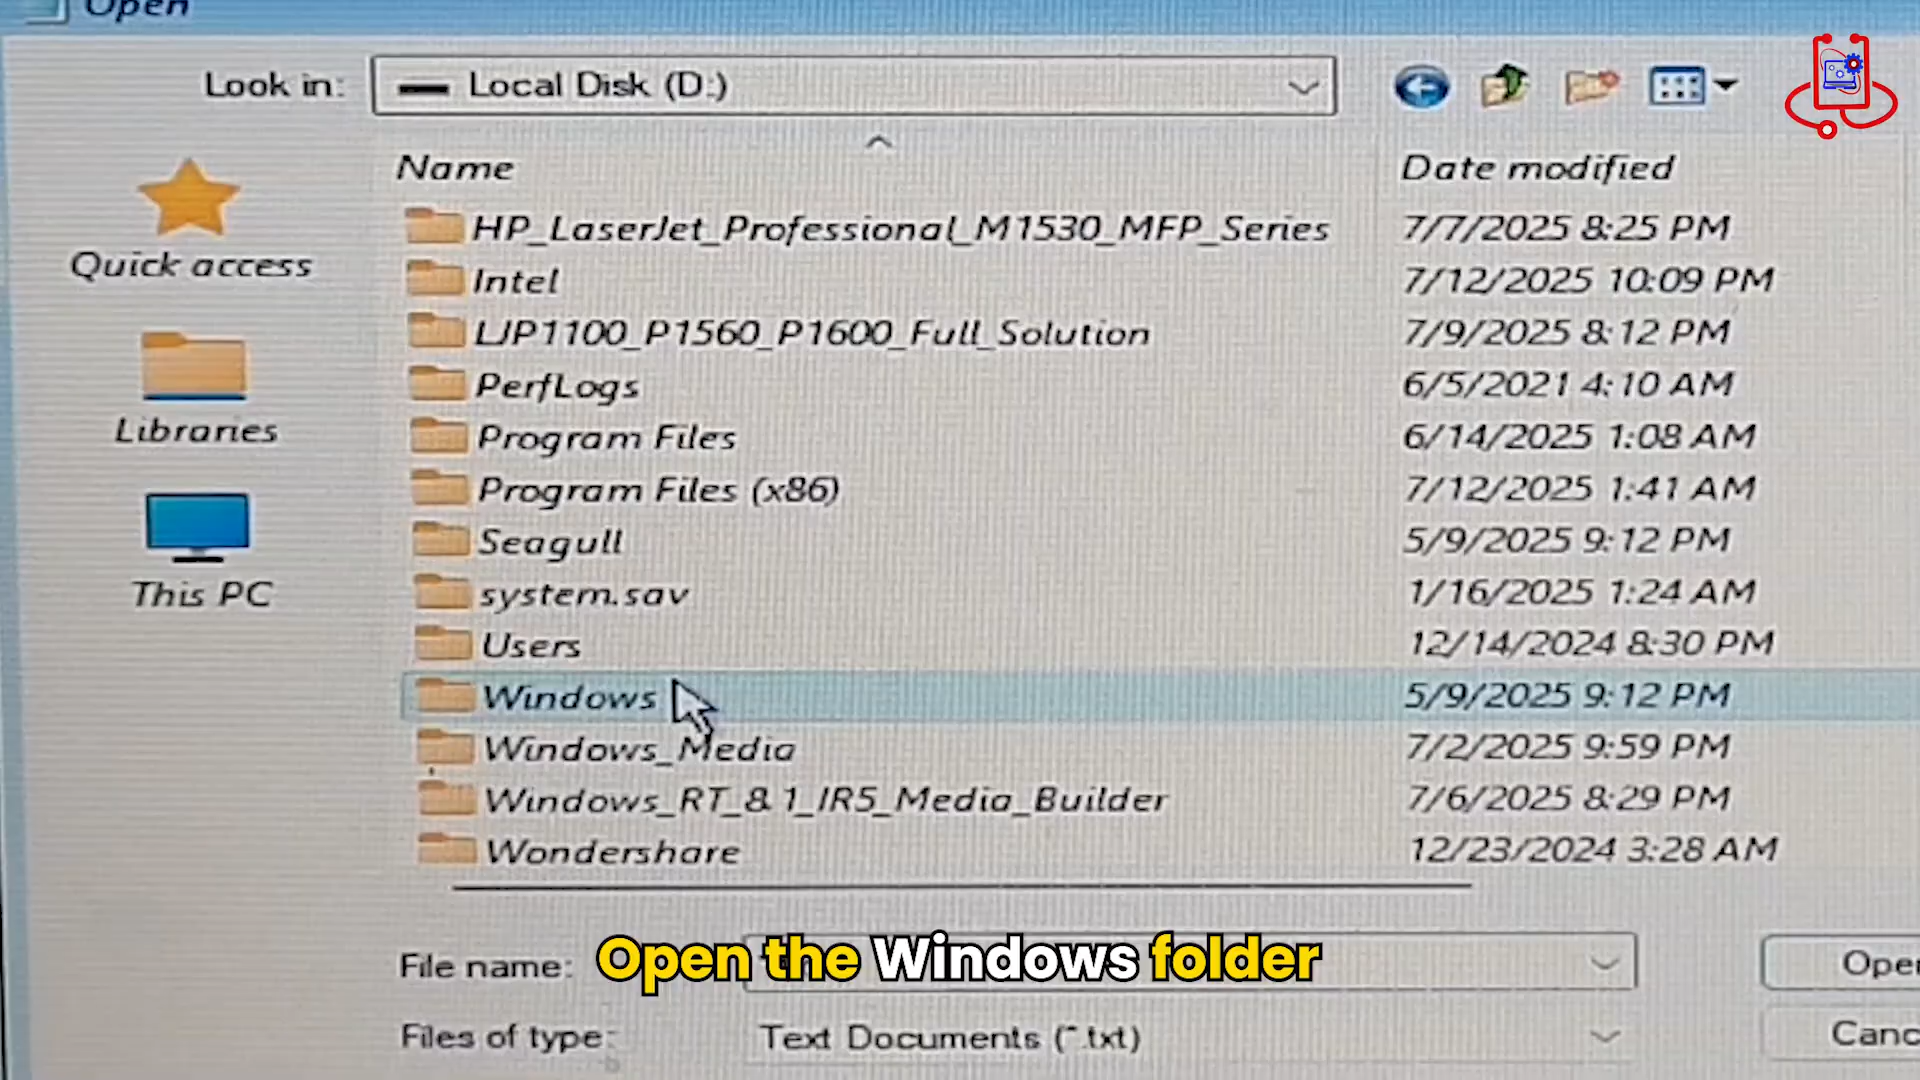 Open
Look in: Local Disk (D:)
Name Date modified
HP_LaserJet_Professional_M1530_MFP_Series 7/7/2025 8:25 PM
Intel 7/12/2025 10:09 PM
LJP1100_P1560_P1600_Full_Solution 7/9/2025 8:12 PM
PerfLogs 6/5/2021 4:10 AM
Program Files 6/14/2025 1:08 AM
Program Files (x86) 7/12/2025 1:41 AM
Seagull 5/9/2025 9:12 PM
system.sav 1/16/2025 1:24 AM
Users 12/14/2024 8:30 PM
Windows 5/9/2025 9:12 PM
Windows_Media 7/2/2025 9:59 PM
Windows_RT_8.1_IR5_Media_Builder 7/6/2025 8:29 PM
Wondershare 12/23/2024 3:28 AM
Quick access
Libraries
This PC
File name:
Open the Windows folder
Open
Files of type: Text Documents (*.txt)
Canc